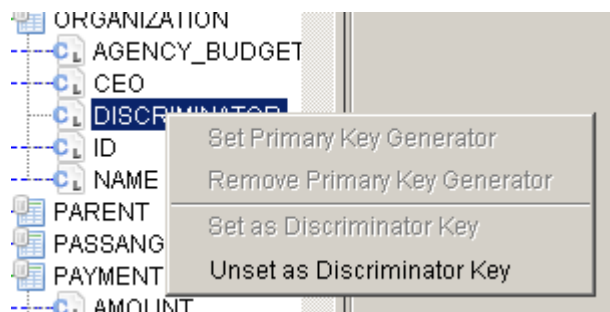 ORGANIZATION
AGENCY_BUDGET
CEO
DISCRIMINATOR
ID
NAME
PARENT
PASSANG
PAYMENT
AMOUNT
Set Primary Key Generator
Remove Primary Key Generator
Set as Discriminator Key
Unset as Discriminator Key